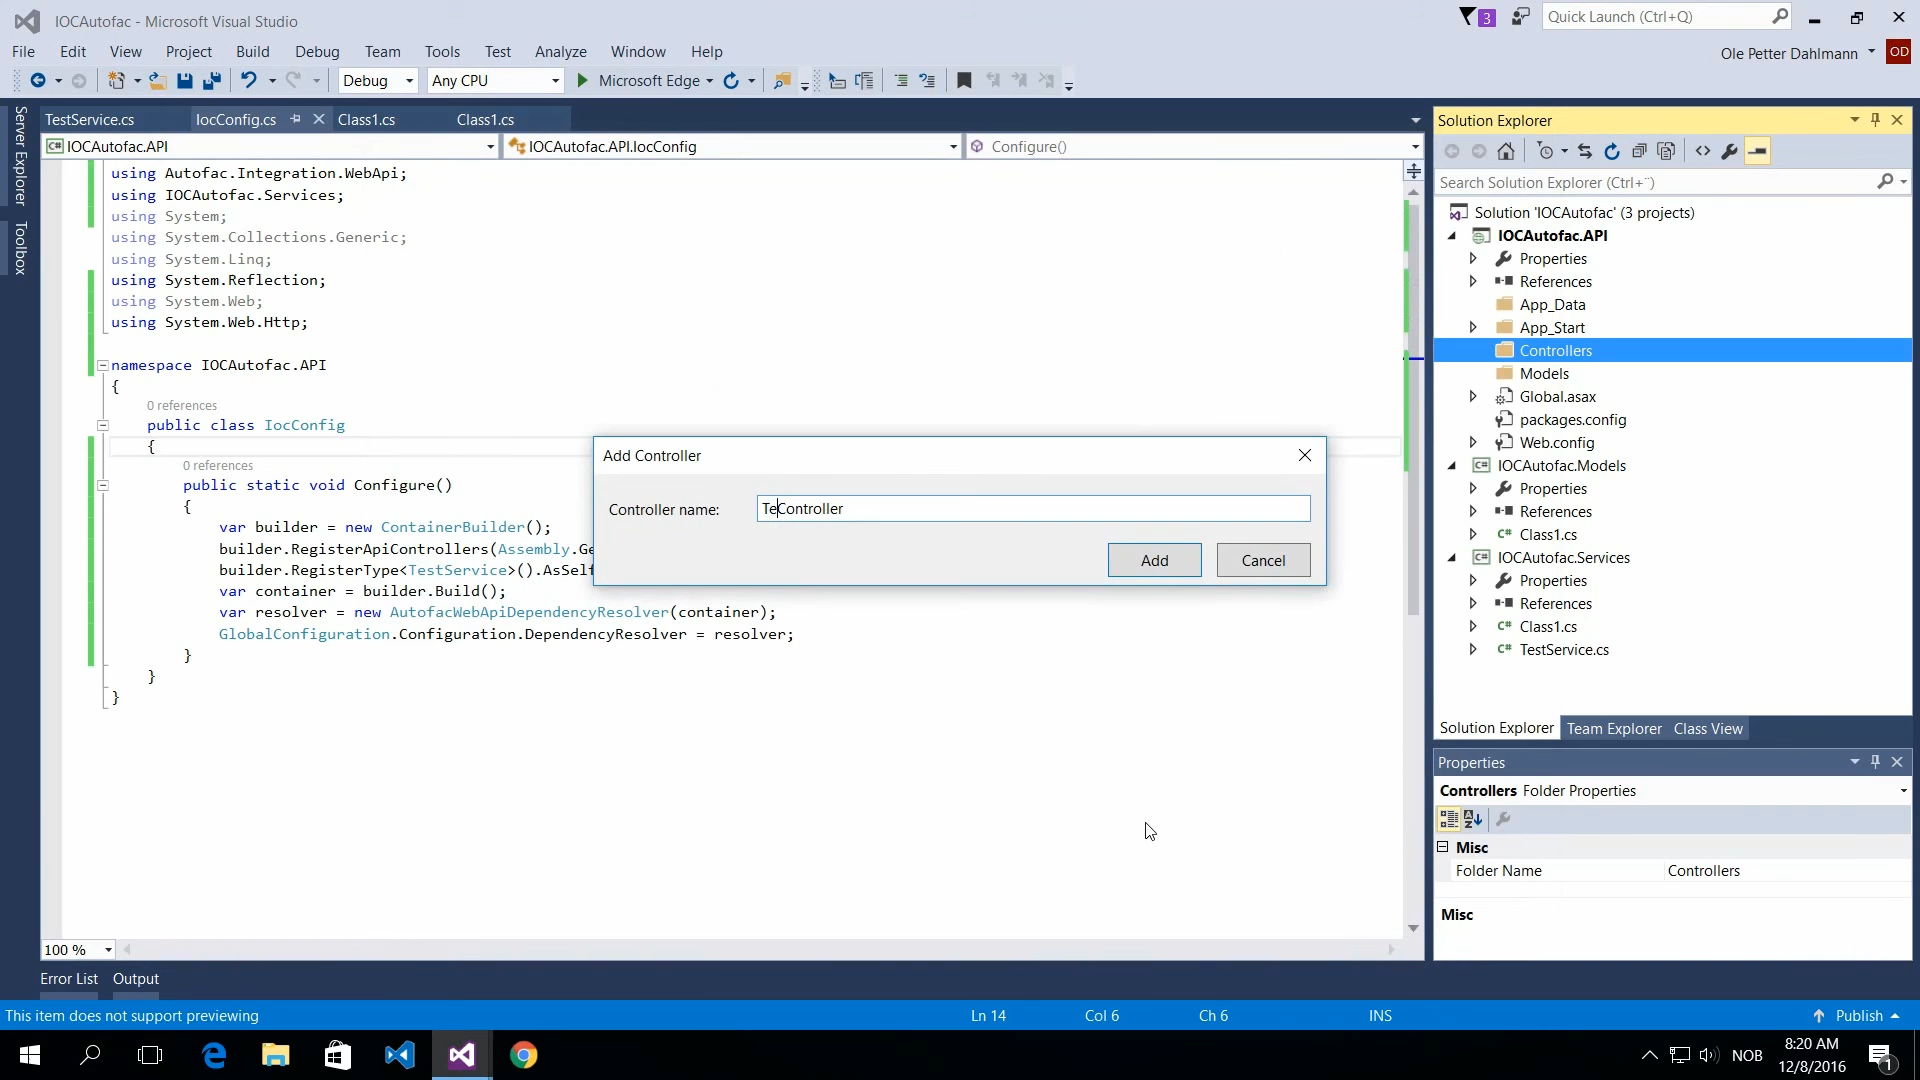 IOCAutofac - Microsoft Visual Studio
3
Quick Launch (Ctrl+Q)
File Edit View Project Build Debug Team Tools Test Analyze Window Help
Ole Petter Dahlmann
OD
Debug
Any CPU
Microsoft Edge
Server Explorer
Toolbox
TestService.cs
IocConfig.cs
Class1.cs
Class1.cs
IOCAutofac.API
IOCAutofac.API.IocConfig
Configure()
using Autofac.Integration.WebApi;
using IOCAutofac.Services;
using System;
using System.Collections.Generic;
using System.Linq;
using System.Reflection;
using System.Web;
using System.Web.Http;
namespace IOCAutofac.API
{
0 references
public class IocConfig
{
0 references
public static void Configure()
{
var builder = new ContainerBuilder();
builder.RegisterApiControllers(Assembly.Ge
builder.RegisterType<TestService>().AsSelf
var container = builder.Build();
var resolver = new AutofacWebApiDependencyResolver(container);
GlobalConfiguration.Configuration.DependencyResolver = resolver;
}
}
}
Add Controller
Controller name:
TeController
Add
Cancel
Solution Explorer
Search Solution Explorer (Ctrl+¨)
Solution 'IOCAutofac' (3 projects)
IOCAutofac.API
Properties
References
App_Data
App_Start
Controllers
Models
Global.asax
packages.config
Web.config
IOCAutofac.Models
Properties
References
Class1.cs
IOCAutofac.Services
Properties
References
Class1.cs
TestService.cs
Solution Explorer Team Explorer Class View
Properties
Controllers Folder Properties
Misc
Folder Name Controllers
Misc
100 %
Error List Output
This item does not support previewing
Ln 14
Col 6
Ch 6
INS
Publish
NOB
8:20 AM
12/8/2016
1